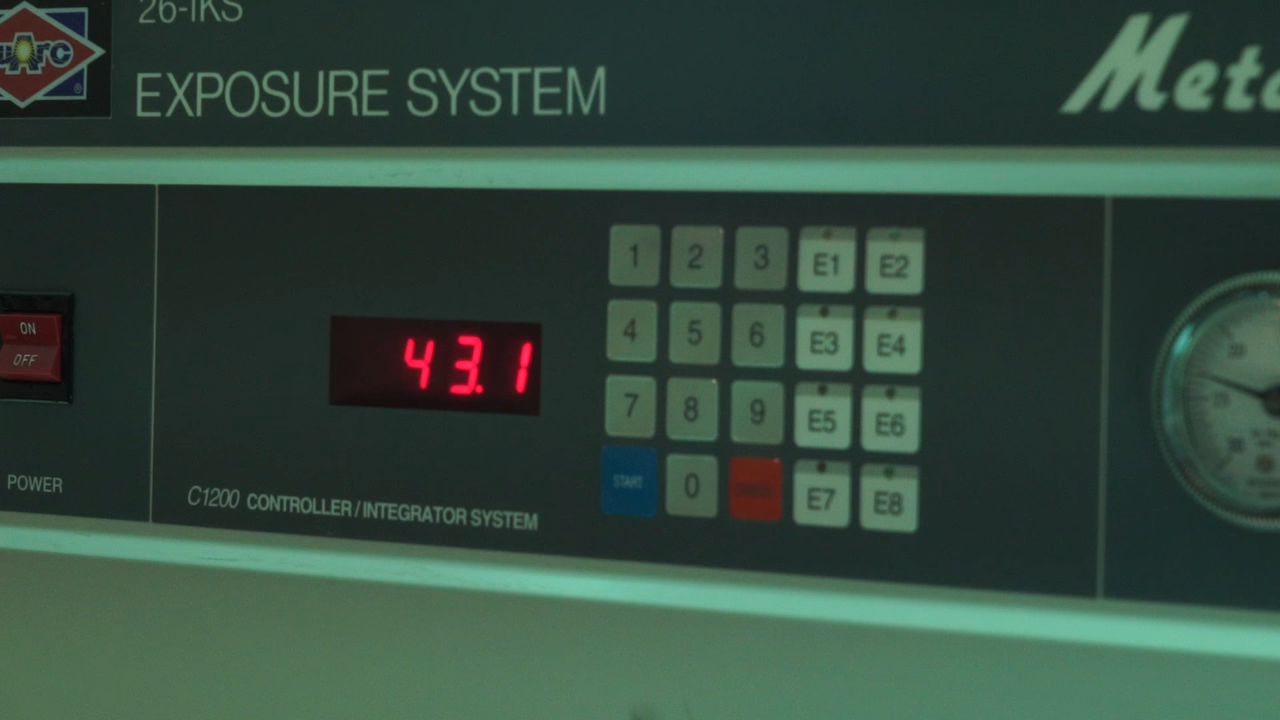 26-1KS
EXPOSURE SYSTEM
ON
OFF
POWER
43.1
C1200 CONTROLLER / INTEGRATOR SYSTEM
1 2 3 E1 E2
4 5 6 E3 E4
7 8 9 E5 E6
START 0 E7 E8